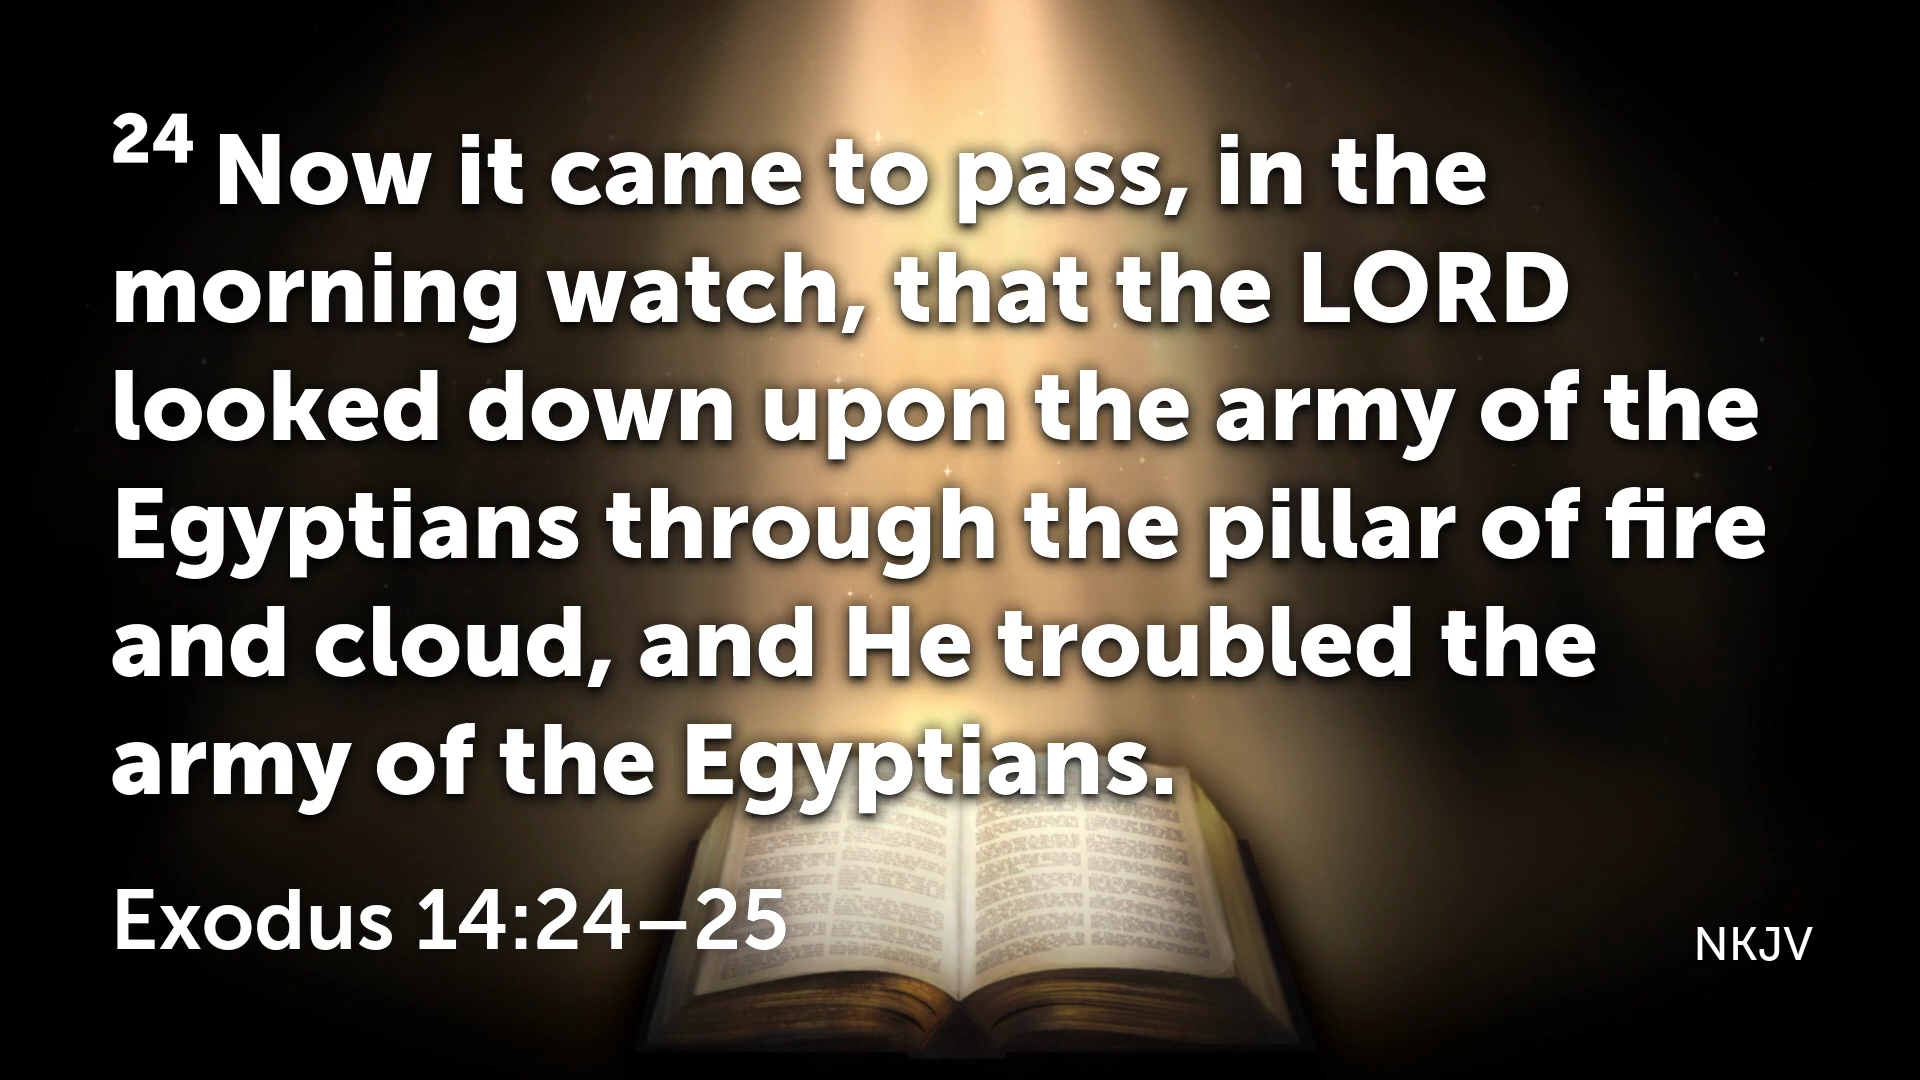 24 Now it came to pass, in the
morning watch, that the LORD
looked down upon the army of the
Egyptians through the pillar of fire
and cloud, and He troubled the
army of the Egyptians.
Exodus 14:24–25
NKJV